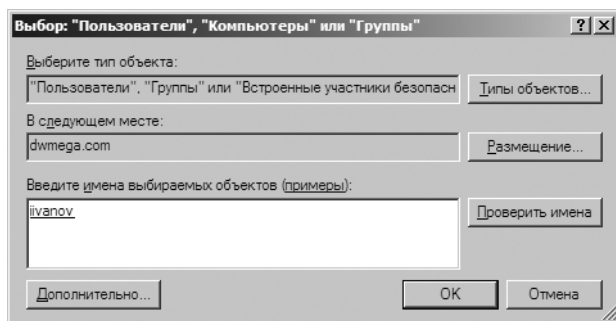 Выбор: "Пользователи", "Компьютеры" или "Группы"
Выберите тип объекта:
"Пользователи", "Группы" или "Встроенные участники безопасн
Типы объектов...
В следующем месте:
dwmega.com
Размещение...
Введите имена выбираемых объектов (примеры):
iivanov
Проверить имена
Дополнительно...
OK
Отмена